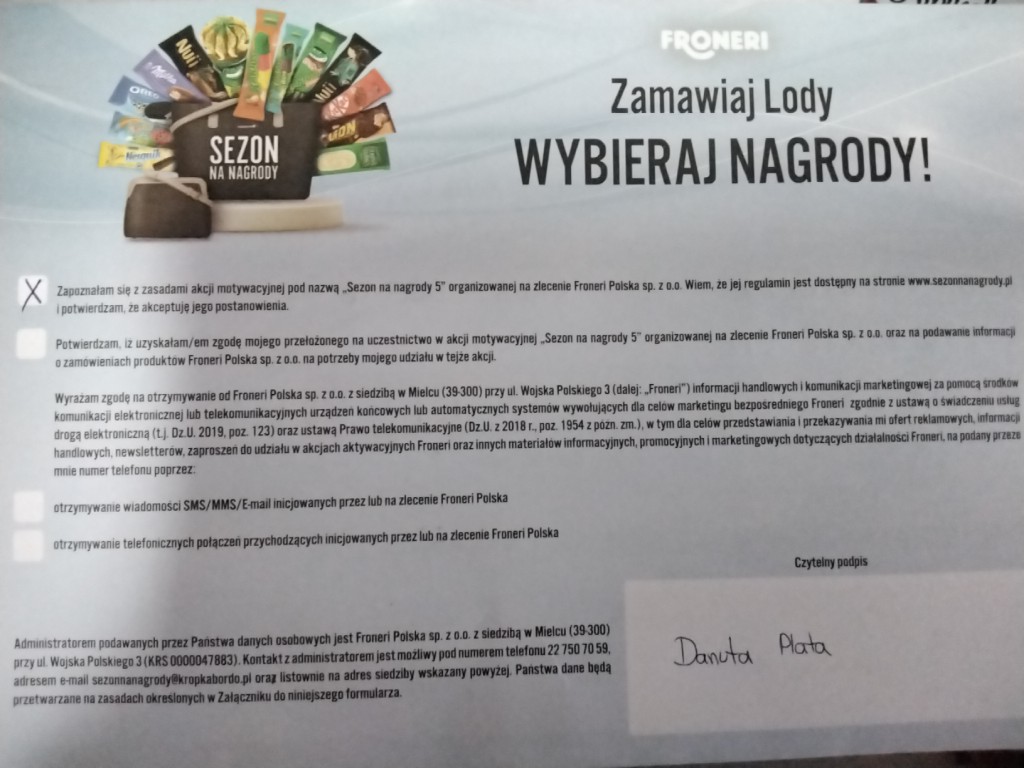 FRONERI
Zamawiaj Lody
WYBIERAJ NAGRODY!
Nuii
Milka
Oreo
Nuii
LION
Nesquik
SEZON
NA NAGRODY
X
Zapoznałam się z zasadami akcji motywacyjnej pod nazwą „Sezon na nagrody 5" organizowanej na zlecenie Froneri Polska sp. z o.o. Wiem, że jej regulamin jest dostępny na stronie www.sezonnanagrody.pl
i potwierdzam, że akceptuję jego postanowienia.
Potwierdzam, iż uzyskałam/em zgodę mojego przełożonego na uczestnictwo w akcji motywacyjnej „Sezon na nagrody 5" organizowanej na zlecenie Froneri Polska sp. z o.o. oraz na podawanie informacji
o zamówieniach produktów Froneri Polska sp. z o.o. na potrzeby mojego udziału w tejże akcji.
Wyrażam zgodę na otrzymywanie od Froneri Polska sp. z o.o. z siedzibą w Mielcu (39-300) przy ul. Wojska Polskiego 3 (dalej: „Froneri") informacji handlowych i komunikacji marketingowej za pomocą środków
komunikacji elektronicznej lub telekomunikacyjnych urządzeń końcowych lub automatycznych systemów wywołujących dla celów marketingu bezpośredniego Froneri zgodnie z ustawą o świadczeniu usług
drogą elektroniczną (t.j. Dz.U. 2019, poz. 123) oraz ustawą Prawo telekomunikacyjne (Dz.U. z 2018 r., poz. 1954 z późn. zm.), w tym dla celów przedstawiania i przekazywania mi ofert reklamowych, informacji
handlowych, newsletterów, zaproszeń do udziału w akcjach aktywacyjnych Froneri oraz innych materiałów informacyjnych, promocyjnych i marketingowych dotyczących działalności Froneri, na podany przeze
mnie numer telefonu poprzez:
otrzymywanie wiadomości SMS/MMS/E-mail inicjowanych przez lub na zlecenie Froneri Polska
otrzymywanie telefonicznych połączeń przychodzących inicjowanych przez lub na zlecenie Froneri Polska
Czytelny podpis
Danuta Plata
Administratorem podawanych przez Państwa danych osobowych jest Froneri Polska sp. z o.o. z siedzibą w Mielcu (39-300)
przy ul. Wojska Polskiego 3 (KRS 0000047883). Kontakt z administratorem jest możliwy pod numerem telefonu 22 750 70 59,
adresem e-mail sezonnanagrody@kropkabordo.pl oraz listownie na adres siedziby wskazany powyżej. Państwa dane będą
przetwarzane na zasadach określonych w Załączniku do niniejszego formularza.